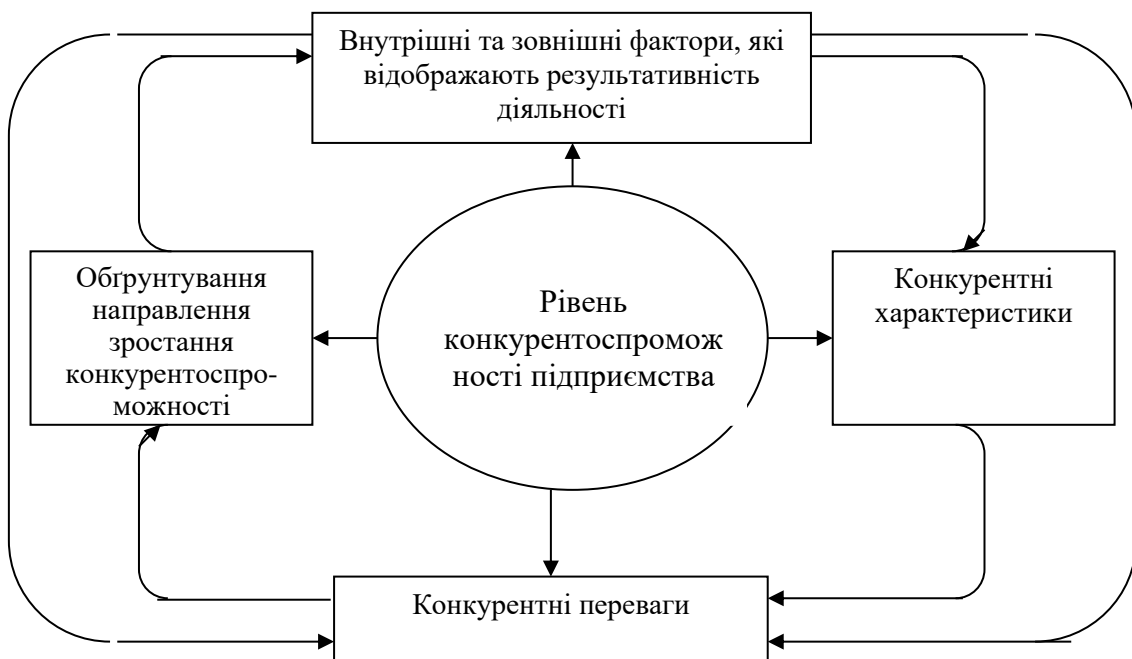 Внутрішні та зовнішні фактори, які
відображають результативність
діяльності
Обґрунтування
направлення
зростання
конкурентоспро-
можності
Рівень
конкурентоспромож
ності підприємства
Конкурентні
характеристики
Конкурентні переваги